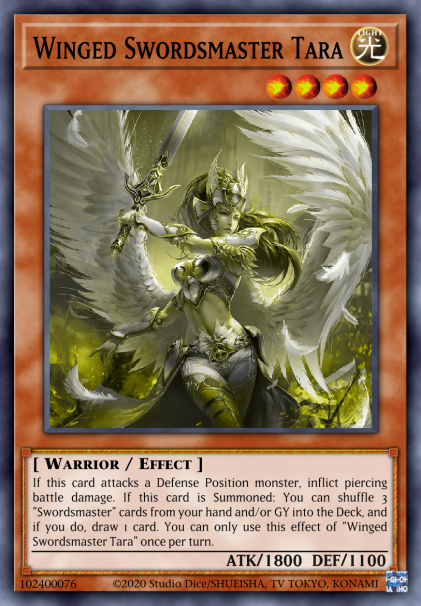 WINGED SWORDSMASTER TARA
LIGHT
光
[ WARRIOR / EFFECT ]
If this card attacks a Defense Position monster, inflict piercing
battle damage. If this card is Summoned: You can shuffle 3
"Swordsmaster" cards from your hand and/or GY into the Deck, and
if you do, draw 1 card. You can only use this effect of "Winged
Swordsmaster Tara" once per turn.
ATK/1800 DEF/1100
102400076 ©2020 Studio Dice/SHUEISHA, TV TOKYO, KONAMI